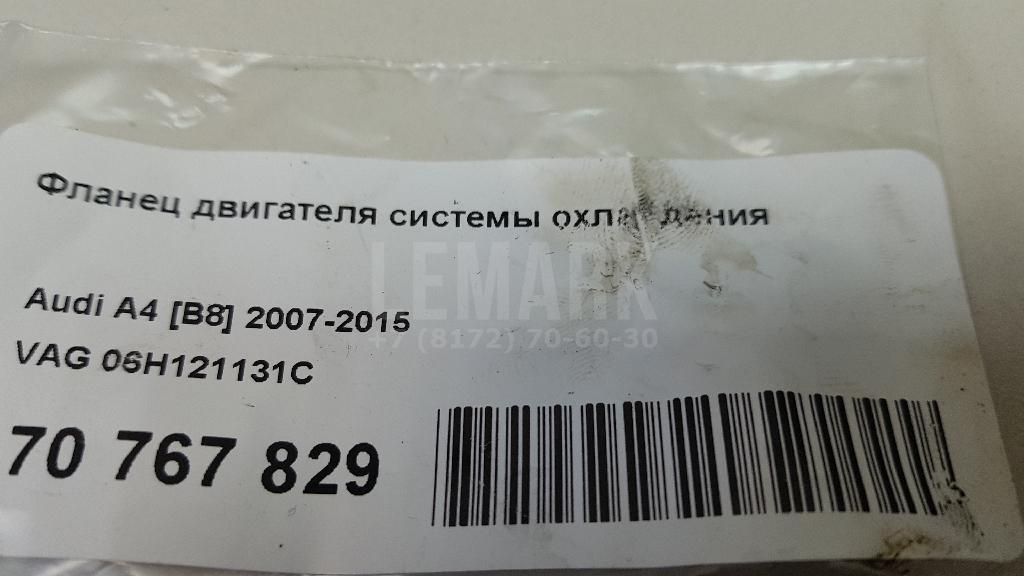 Фланец двигателя системы охлаждения
LEMARK
+7 (8172) 70-60-30
Audi A4 [B8] 2007-2015
VAG 06H121131C
70 767 829